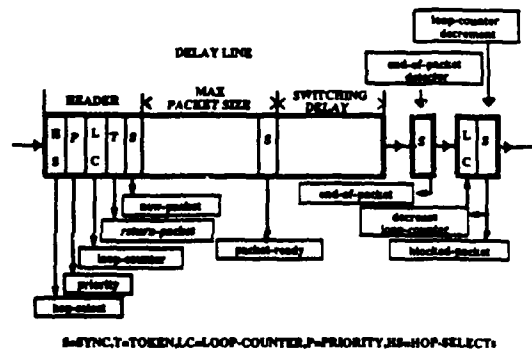 loop-counter
decrement
DELAY LINE
end-of-packet
detector
HEADER
MAX
PACKET SIZE
SWITCHING
DELAY
H
S
P
L
C
T
S
S
S
L
C
S
new-packet
return-packet
loop-counter
priority
hop-select
packet-ready
end-of-packet
decrement
loop-counter
blocked-packet
S=SYNC,T=TOKEN,LC=LOOP-COUNTER,P=PRIORITY,HS=HOP-SELECT: